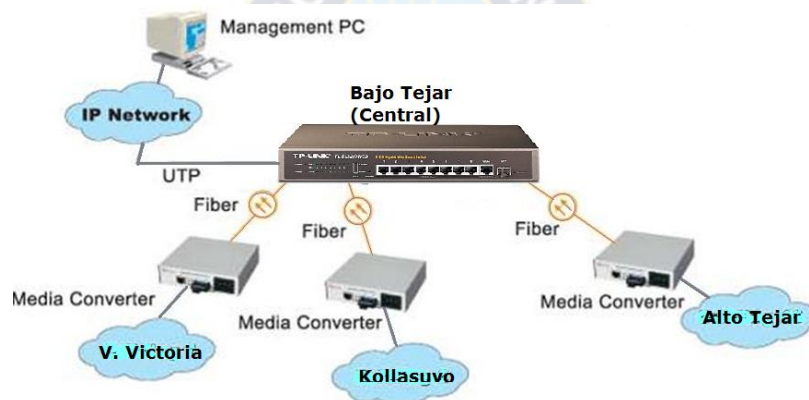 Management PC
IP Network
Bajo Tejar
(Central)
TP-LINK
UTP
Fiber
Fiber
Fiber
Media Converter
Media Converter
Media Converter
V. Victoria
Kollasuyo
Alto Tejar